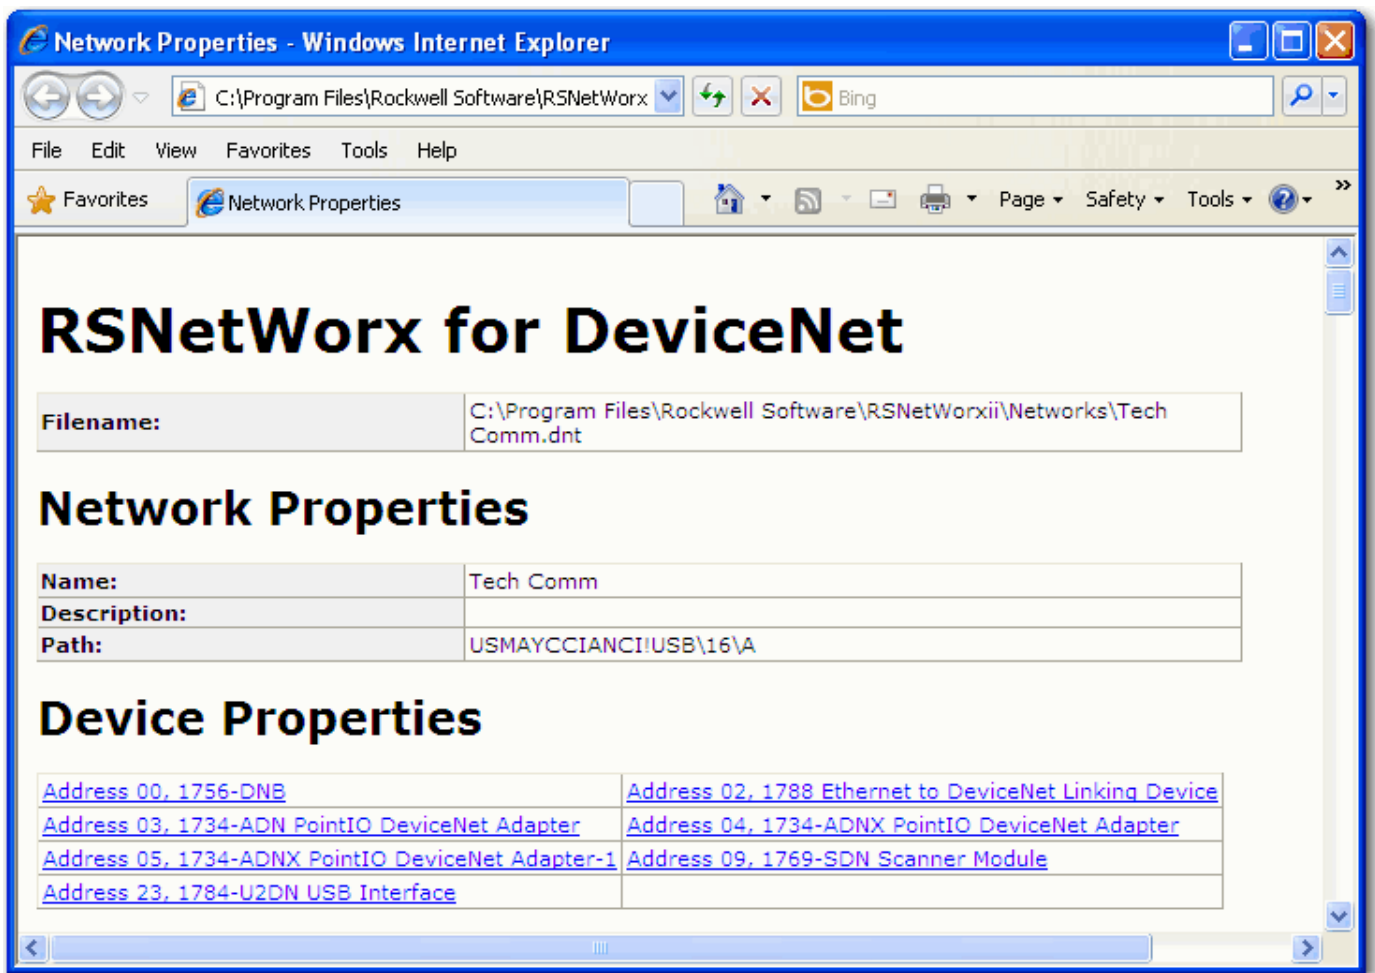 Network Properties - Windows Internet Explorer
C:\Program Files\Rockwell Software\RSNetWorx
Bing
File Edit View Favorites Tools Help
Favorites Network Properties Page Safety Tools »
RSNetWorx for DeviceNet
Filename: C:\Program Files\Rockwell Software\RSNetWorxii\Networks\Tech
Comm.dnt
Network Properties
Name: Tech Comm
Description:
Path: USMAYCCIANCI!USB\16\A
Device Properties
Address 00, 1756-DNB Address 02, 1788 Ethernet to DeviceNet Linking Device
Address 03, 1734-ADN PointIO DeviceNet Adapter Address 04, 1734-ADNX PointIO DeviceNet Adapter
Address 05, 1734-ADNX PointIO DeviceNet Adapter-1 Address 09, 1769-SDN Scanner Module
Address 23, 1784-U2DN USB Interface